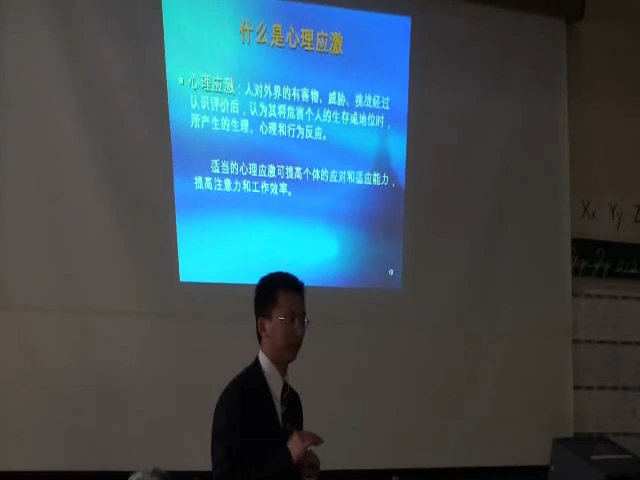 什么是心理应激
心理应激：人对外界的有害物、威胁、挑战经过
认识评价后，认为其将危害个人的生存或地位时，
所产生的生理、心理和行为反应。
适当的心理应激可提高个体的应对和适应能力，
提高注意力和工作效率。
Xx Yy Z